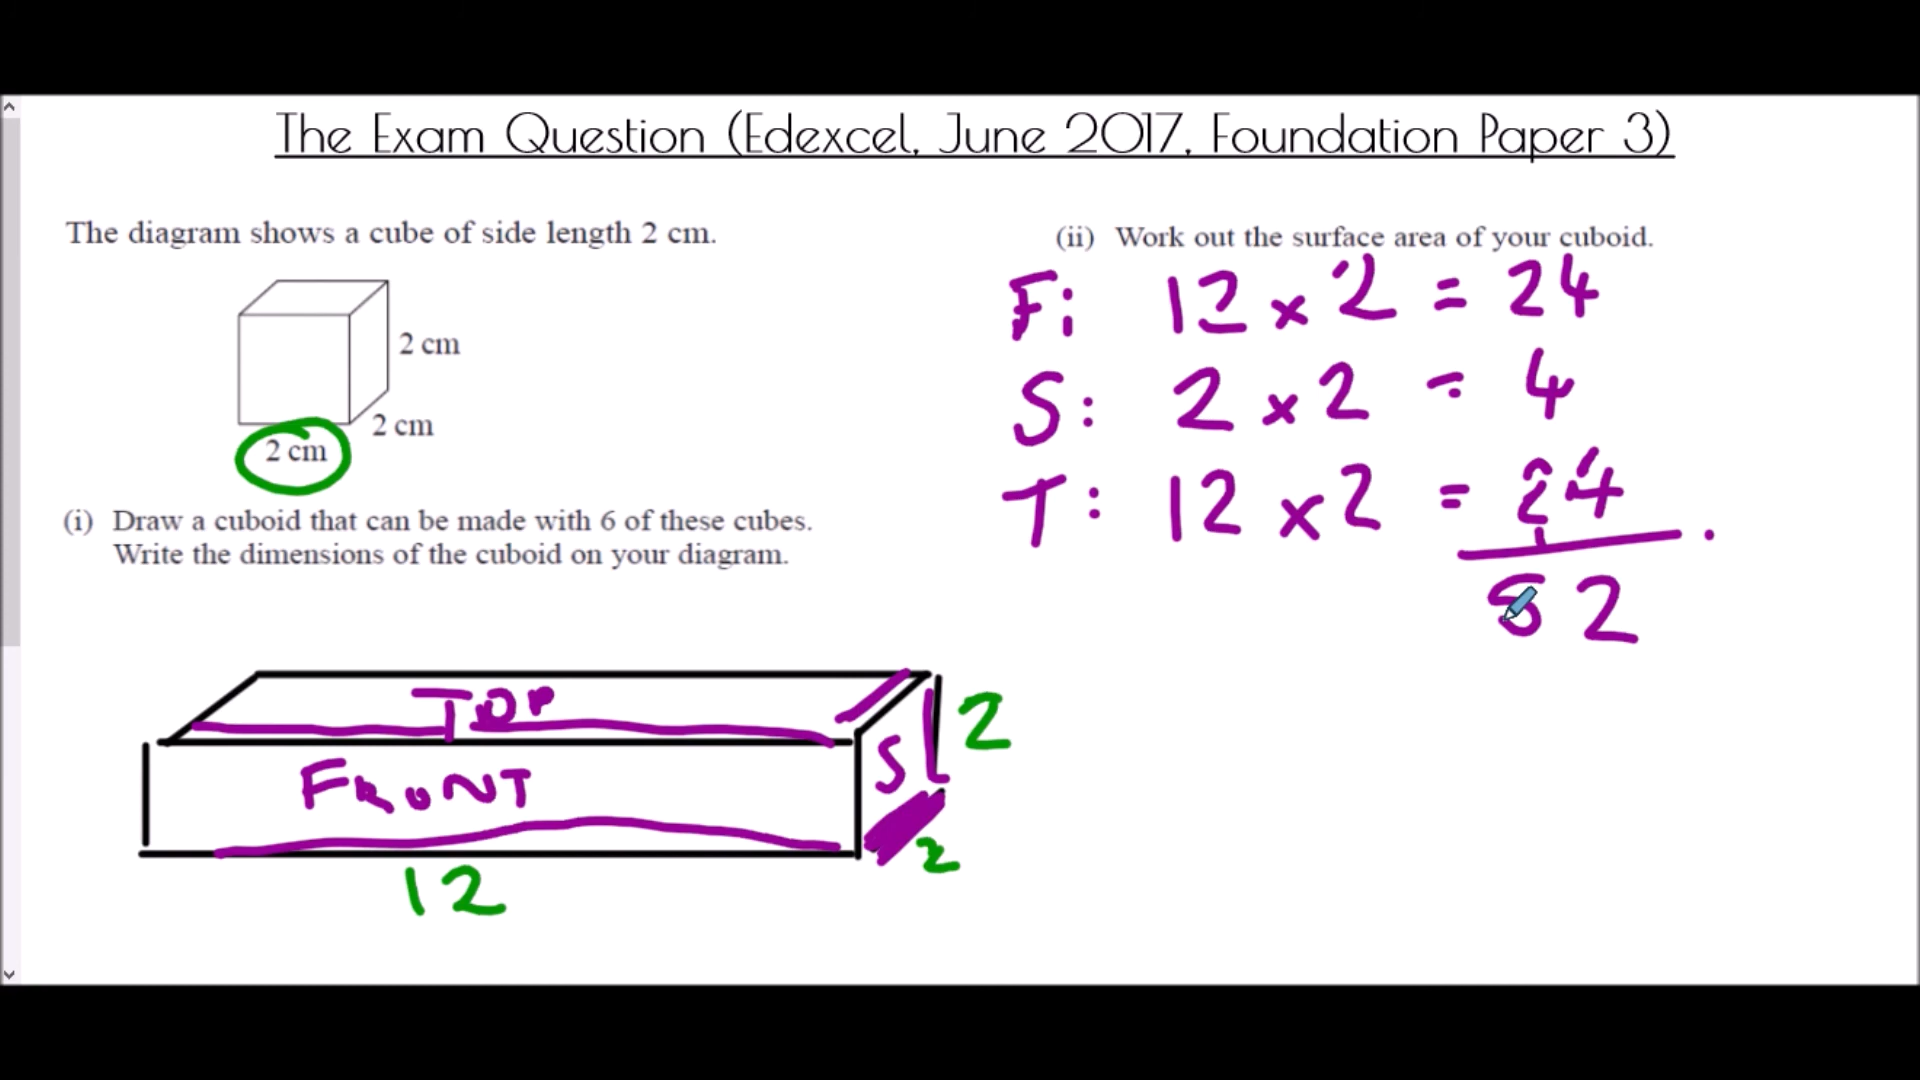 The Exam Question (Edexcel, June 2017, Foundation Paper 3)
The diagram shows a cube of side length 2 cm.
2 cm
2 cm
2 cm
(i) Draw a cuboid that can be made with 6 of these cubes.
Write the dimensions of the cuboid on your diagram.
TOP
FRONT
S
2
2
12
(ii) Work out the surface area of your cuboid.
F: 12 × 2 = 24
S: 2 × 2 = 4
T: 12 × 2 = 24
1
52